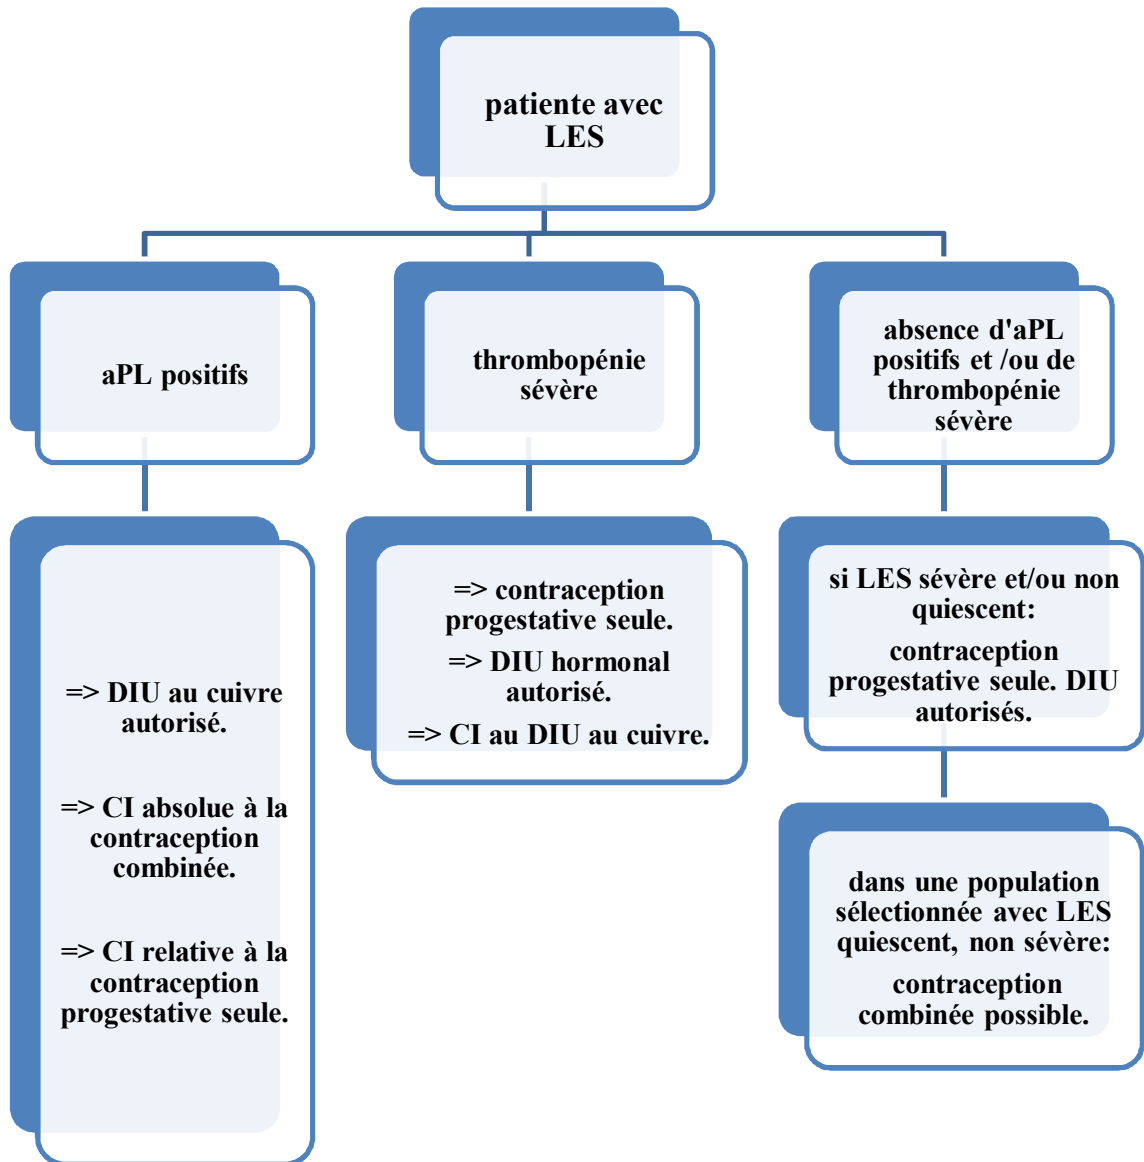 patiente avec
LES
aPL positifs
thrombopénie
sévère
absence d'aPL
positifs et /ou de
thrombopénie
sévère
=> DIU au cuivre
autorisé.
=> CI absolue à la
contraception
combinée.
=> CI relative à la
contraception
progestative seule.
=> contraception
progestative seule.
=> DIU hormonal
autorisé.
=> CI au DIU au cuivre.
si LES sévère et/ou non
quiescent:
contraception
progestative seule. DIU
autorisés.
dans une population
sélectionnée avec LES
quiescent, non sévère:
contraception
combinée possible.